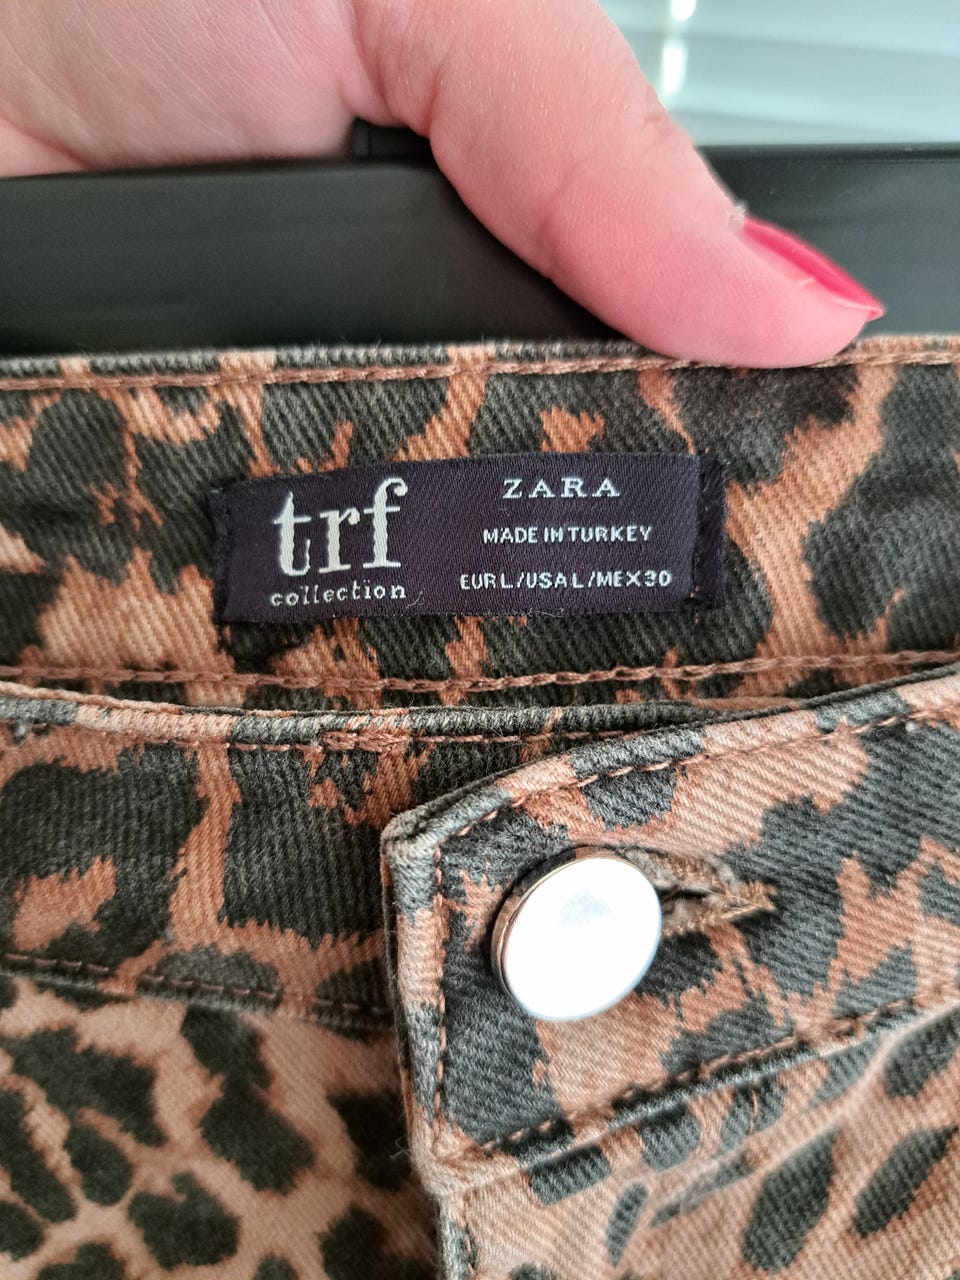 trf
collection
ZARA
MADE IN TURKEY
EUR L/USA L/MEX 30